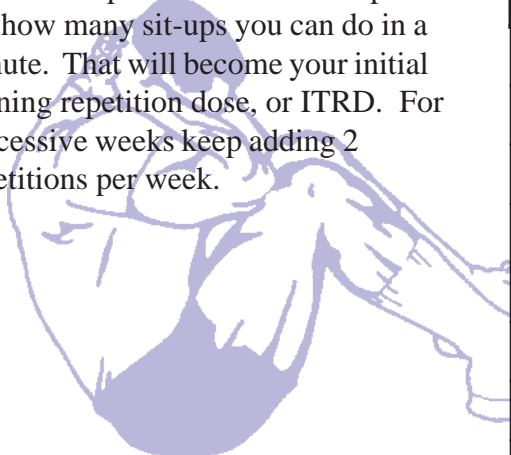 how many sit-ups you can do in a
ute. That will become your initial
ning repetition dose, or ITRD. For
cessive weeks keep adding 2
etitions per week.